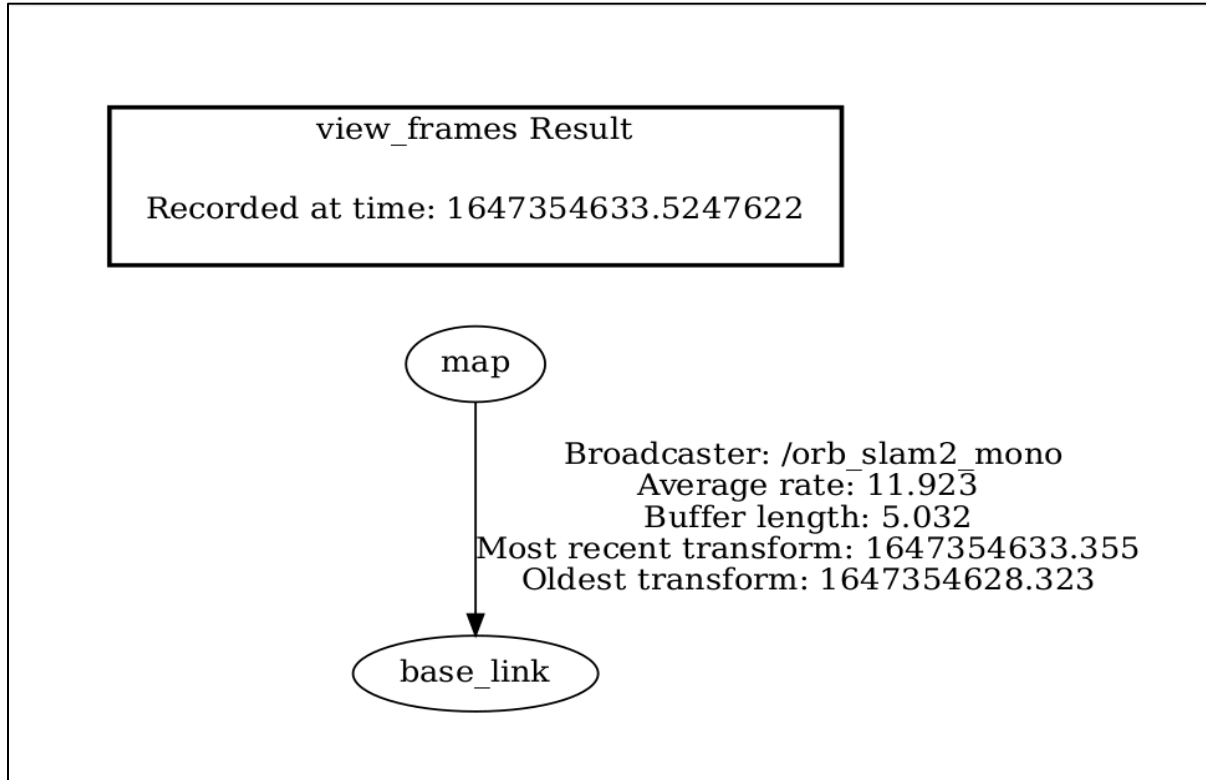 view_frames Result
Recorded at time: 1647354633.5247622
map
Broadcaster: /orb_slam2_mono
Average rate: 11.923
Buffer length: 5.032
Most recent transform: 1647354633.355
Oldest transform: 1647354628.323
base_link